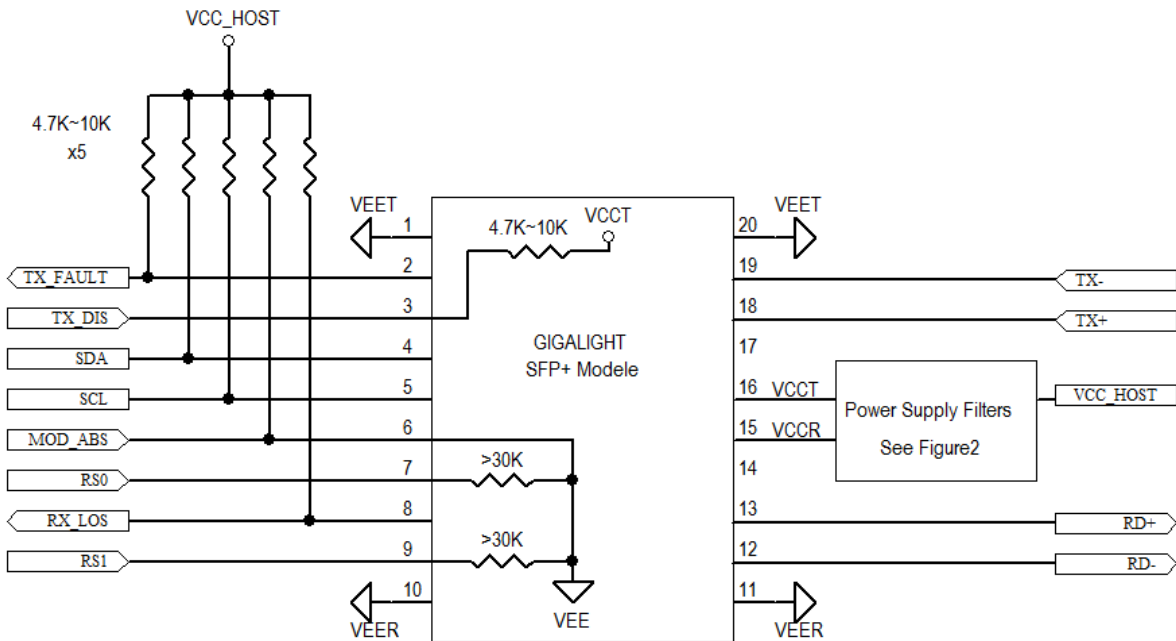 VCC_HOST
4.7K~10K
x5
VEET
1
4.7K~10K
VCCT
20
VEET
TX_FAULT
2
19
TX-
TX_DIS
3
18
TX+
SDA
4
GIGALIGHT
SFP+ Modele
17
SCL
5
16
VCCT
Power Supply Filters
See Figure2
VCC_HOST
MOD_ABS
6
15
VCCR
RS0
7
>30K
14
RX_LOS
8
13
RD+
RS1
9
>30K
12
RD-
10
VEER
VEE
11
VEER